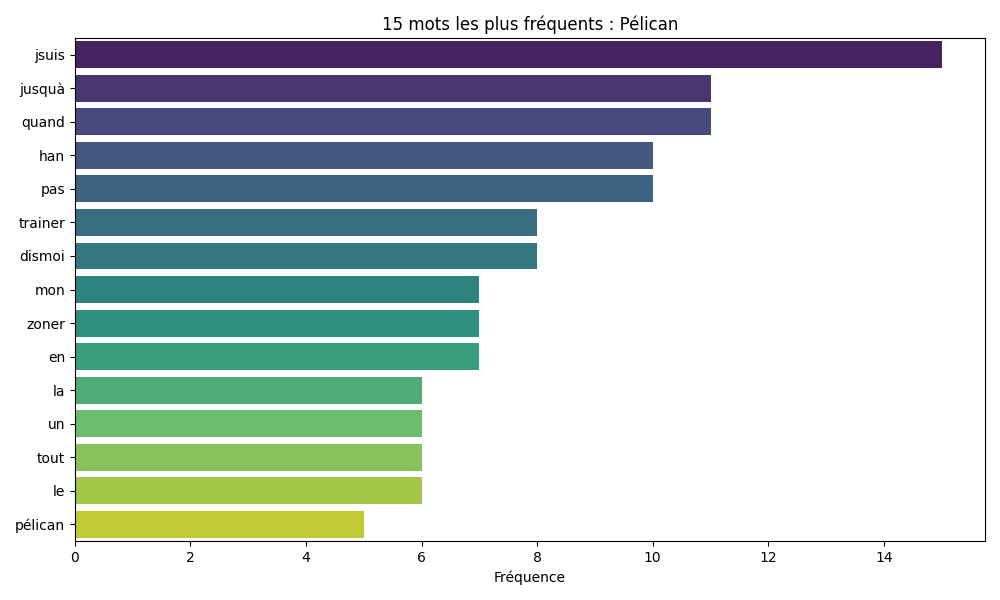 15 mots les plus fréquents : Pélican
jsuis
jusquà
quand
han
pas
trainer
dismoi
mon
zoner
en
la
un
tout
le
pélican
0 2 4 6 8 10 12 14
Fréquence